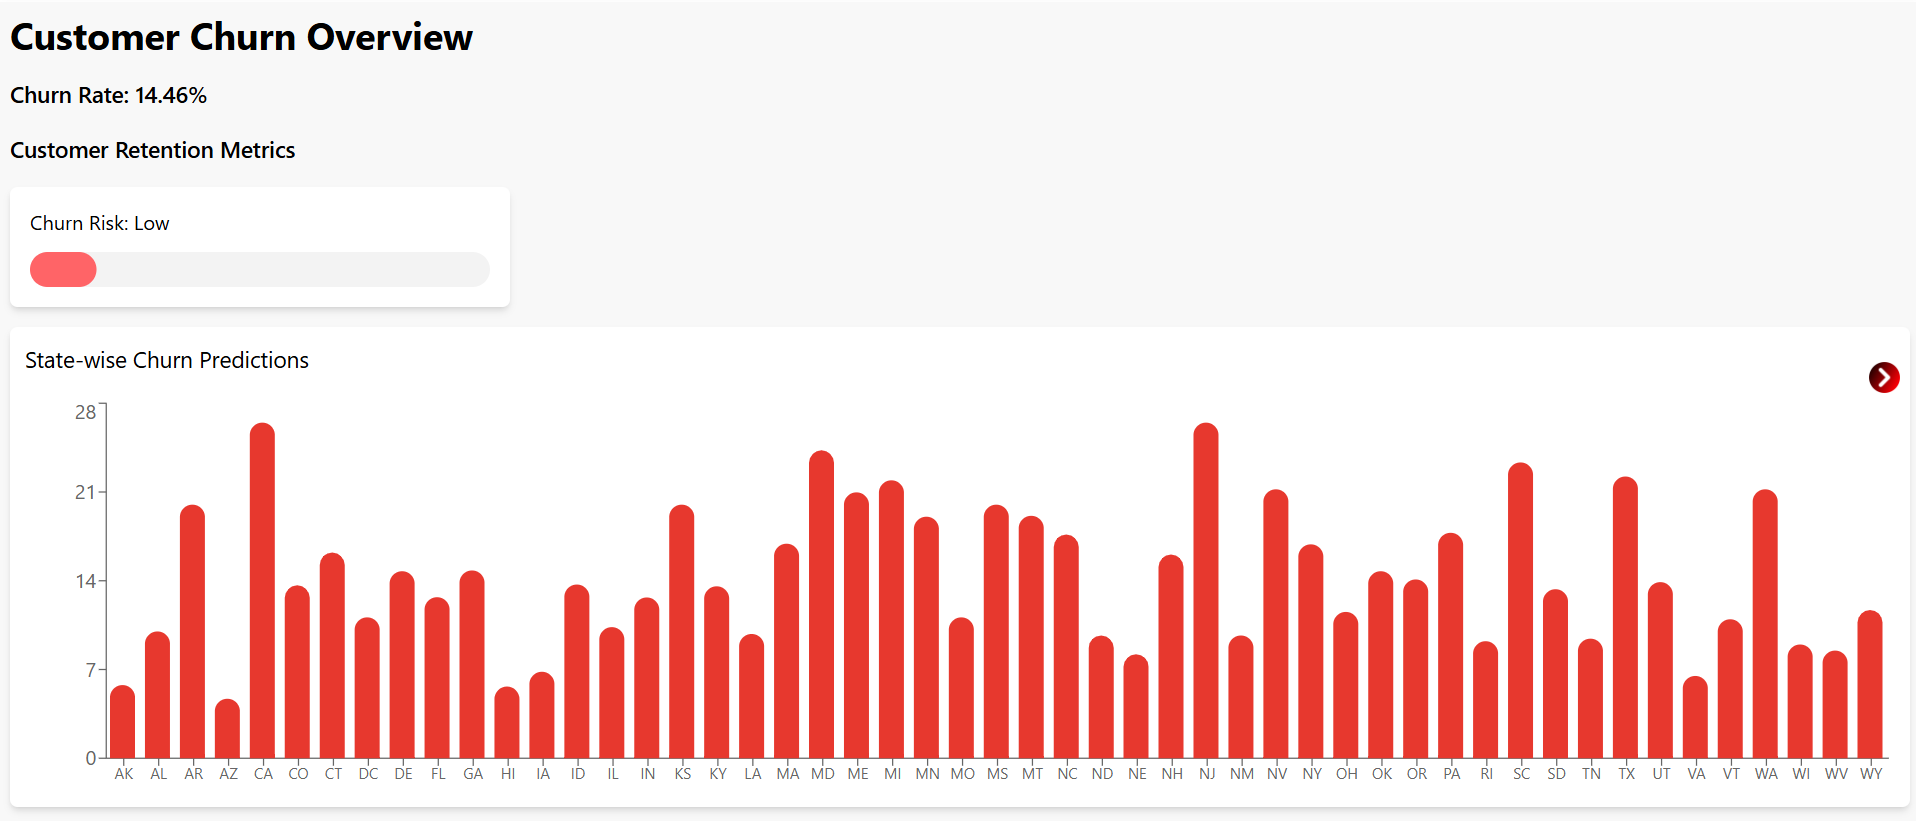 Customer Churn Overview
Churn Rate: 14.46%
Customer Retention Metrics
Churn Risk: Low
State-wise Churn Predictions
28
21
14
7
0
AK AL AR AZ CA CO CT DC DE FL GA HI IA ID IL IN KS KY LA MA MD ME MI MN MO MS MT NC ND NE NH NJ NM NV NY OH OK OR PA RI SC SD TN TX UT VA VT WA WI WV WY